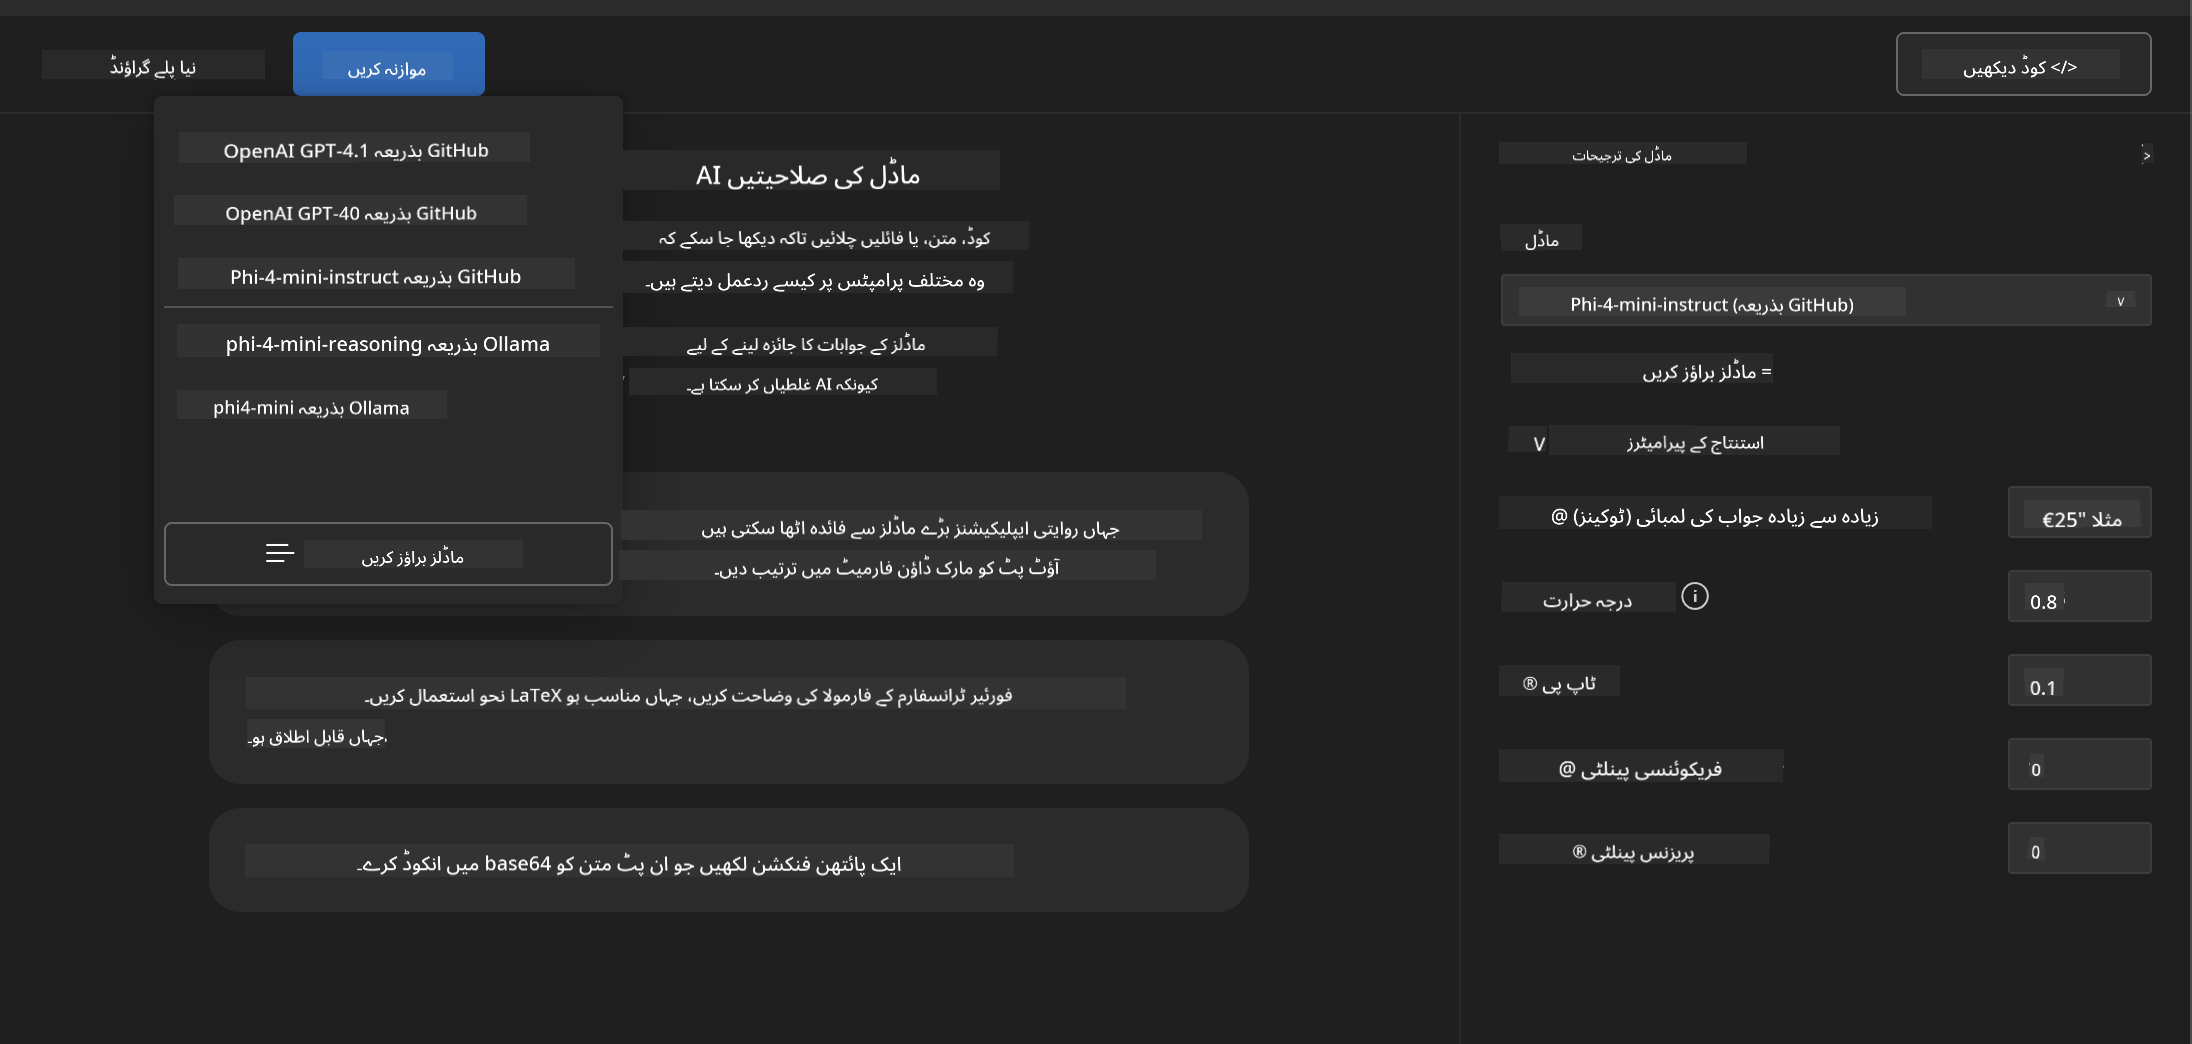 نیا پلے گراؤنڈ
موازنہ کریں
</> کوڈ دیکھیں
OpenAI GPT-4.1 بذریعہ GitHub
OpenAI GPT-40 بذریعہ GitHub
Phi-4-mini-instruct بذریعہ GitHub
phi-4-mini-reasoning بذریعہ Ollama
phi4-mini بذریعہ Ollama
ماڈلز براؤز کریں
ماڈل کی صلاحیتیں AI
کوڈ، متن، یا فائلیں چلائیں تاکہ دیکھا جا سکے کہ
وہ مختلف پرامپٹس پر کیسے ردعمل دیتے ہیں۔
ماڈلز کے جوابات کا جائزہ لینے کے لیے
کیونکہ AI غلطیاں کر سکتا ہے۔
جہاں روایتی ایپلیکیشنز بڑے ماڈلز سے فائدہ اٹھا سکتی ہیں
آؤٹ پٹ کو مارک ڈاؤن فارمیٹ میں ترتیب دیں۔
فورئیر ٹرانسفارم کے فارمولا کی وضاحت کریں، جہاں مناسب ہو LaTeX نحو استعمال کریں۔
جہاں قابل اطلاق ہو۔
ایک پائتھن فنکشن لکھیں جو ان پٹ متن کو base64 میں انکوڈ کرے۔
ماڈل کی ترجیحات
>
ماڈل
Phi-4-mini-instruct (بذریعہ GitHub)
v
= ماڈلز براؤز کریں
V استنتاج کے پیرامیٹرز
زیادہ سے زیادہ جواب کی لمبائی (ٹوکینز) @
مثلا "25€
درجہ حرارت i
0.8
ٹاپ پی ®
0.1
فریکوئنسی پینلٹی @
0
پریزنس پینلٹی ®
0